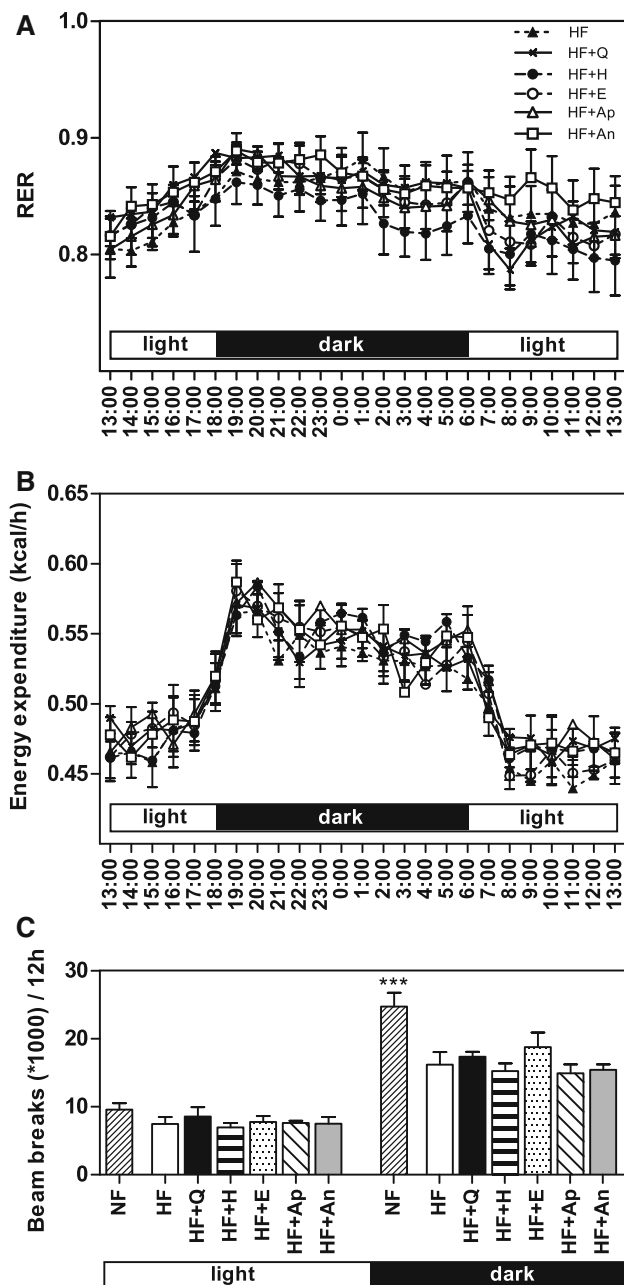 A
1.0
0.9
0.8
RER
HF
HF+Q
HF+H
HF+E
HF+Ap
HF+An
light dark light
13:00 14:00 15:00 16:00 17:00 18:00 19:00 20:00 21:00 22:00 23:00 0:00 1:00 2:00 3:00 4:00 5:00 6:00 7:00 8:00 9:00 10:00 11:00 12:00 13:00
B
0.65
0.60
0.55
0.50
0.45
Energy expenditure (kcal/h)
light dark light
13:00 14:00 15:00 16:00 17:00 18:00 19:00 20:00 21:00 22:00 23:00 0:00 1:00 2:00 3:00 4:00 5:00 6:00 7:00 8:00 9:00 10:00 11:00 12:00 13:00
C
30
20
10
0
Beam breaks (*1000) / 12h
***
NF HF HF+Q HF+H HF+E HF+Ap HF+An NF HF HF+Q HF+H HF+E HF+Ap HF+An
light dark